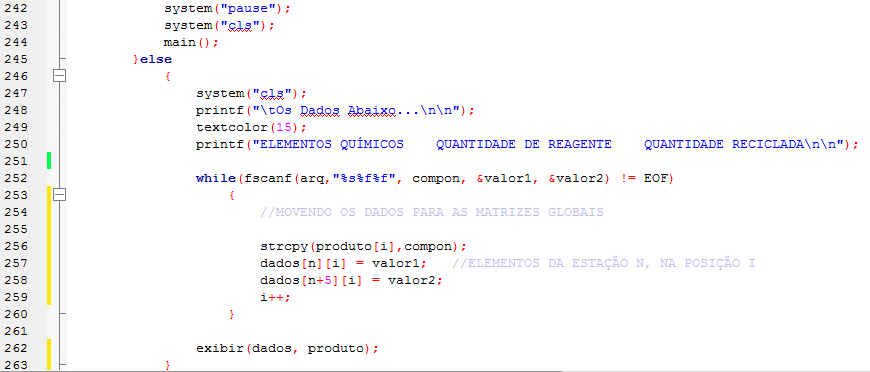 242 system("pause");
243 system("cls");
244 main();
245 }else
246 {
247 system("cls");
248 printf("\tOs Dados Abaixo...\n\n");
249 textcolor(15);
250 printf("ELEMENTOS QUÍMICOS    QUANTIDADE DE REAGENTE    QUANTIDADE RECICLADA\n\n");
251
252 while(fscanf(arq,"%s%f%f", compon, &valor1, &valor2) != EOF)
253 {
254 //MOVENDO OS DADOS PARA AS MATRIZES GLOBAIS
255
256 strcpy(produto[i],compon);
257 dados[n][i] = valor1;   //ELEMENTOS DA ESTAÇÃO N, NA POSIÇÃO I
258 dados[n+5][i] = valor2;
259 i++;
260 }
261
262 exibir(dados, produto);
263 }